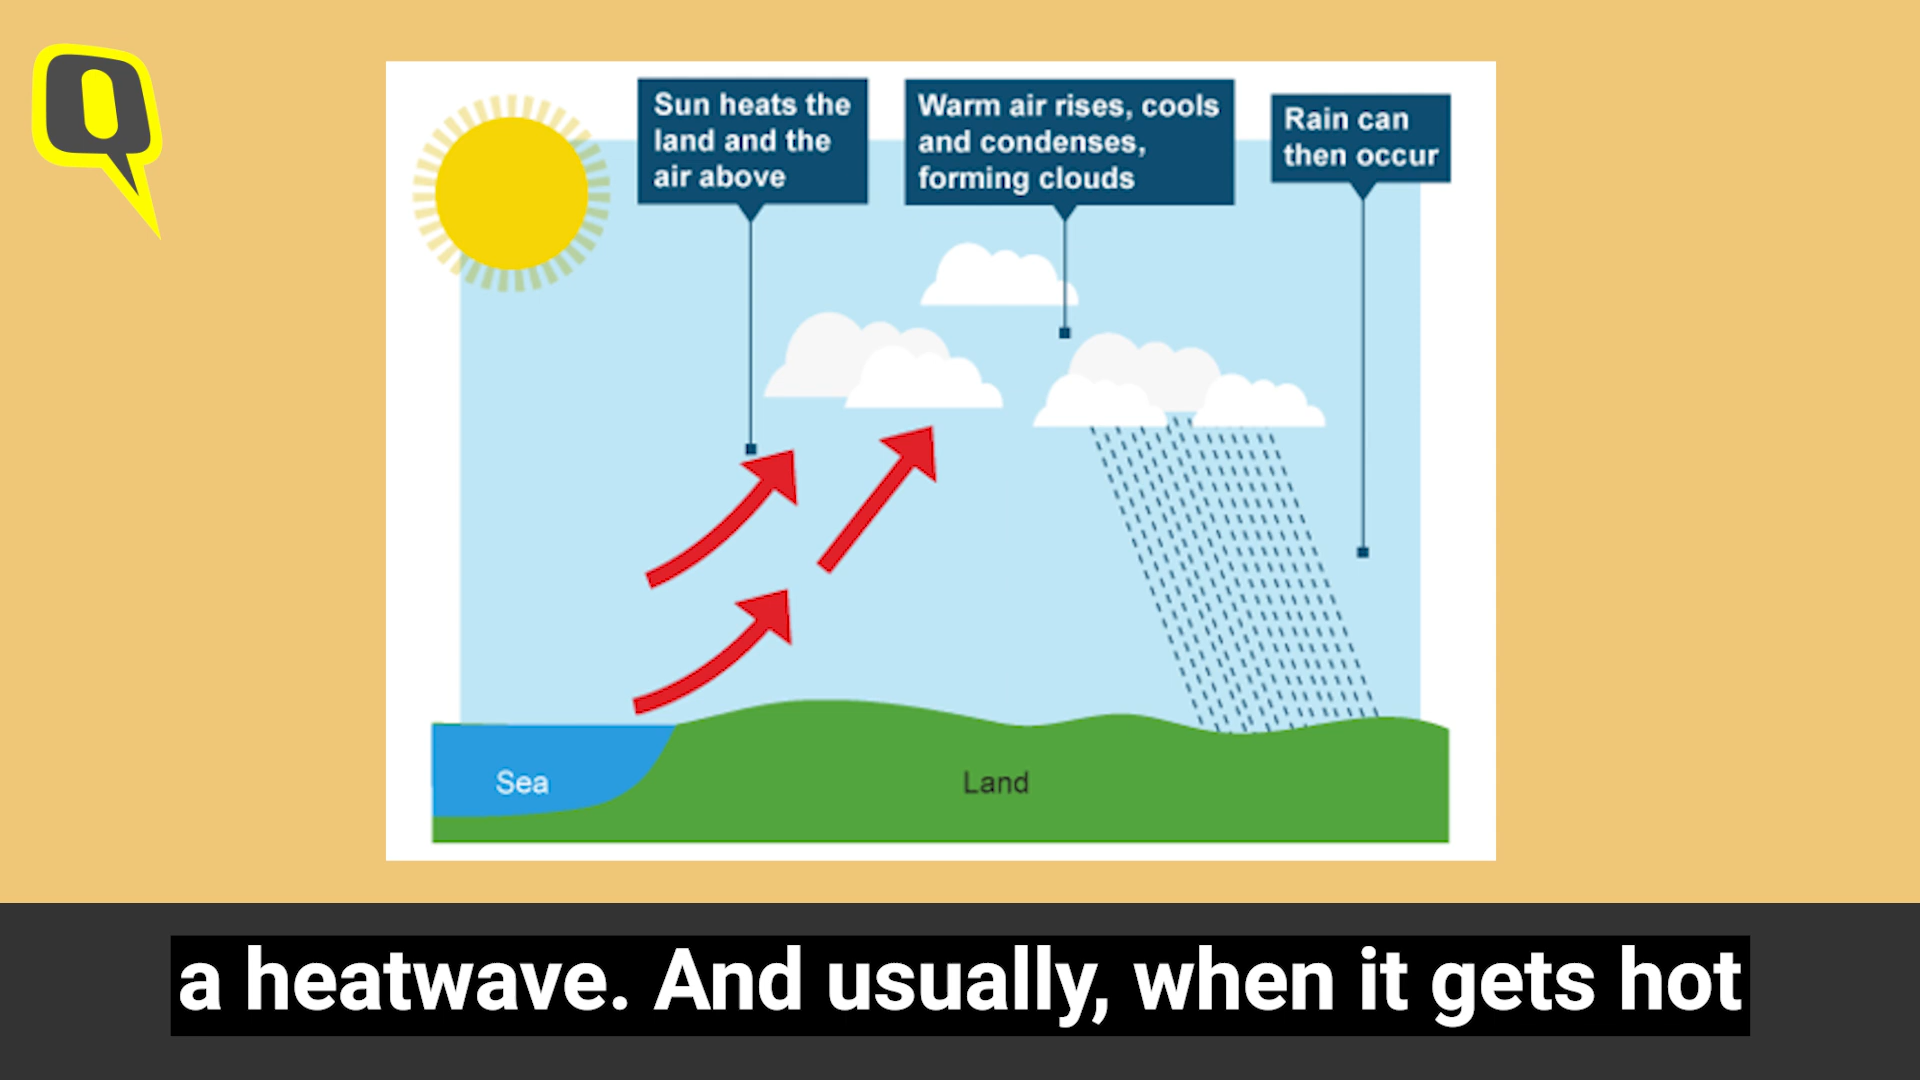 Sun heats the
land and the
air above
Warm air rises, cools
and condenses,
forming clouds
Rain can
then occur
Sea
Land
a heatwave. And usually, when it gets hot